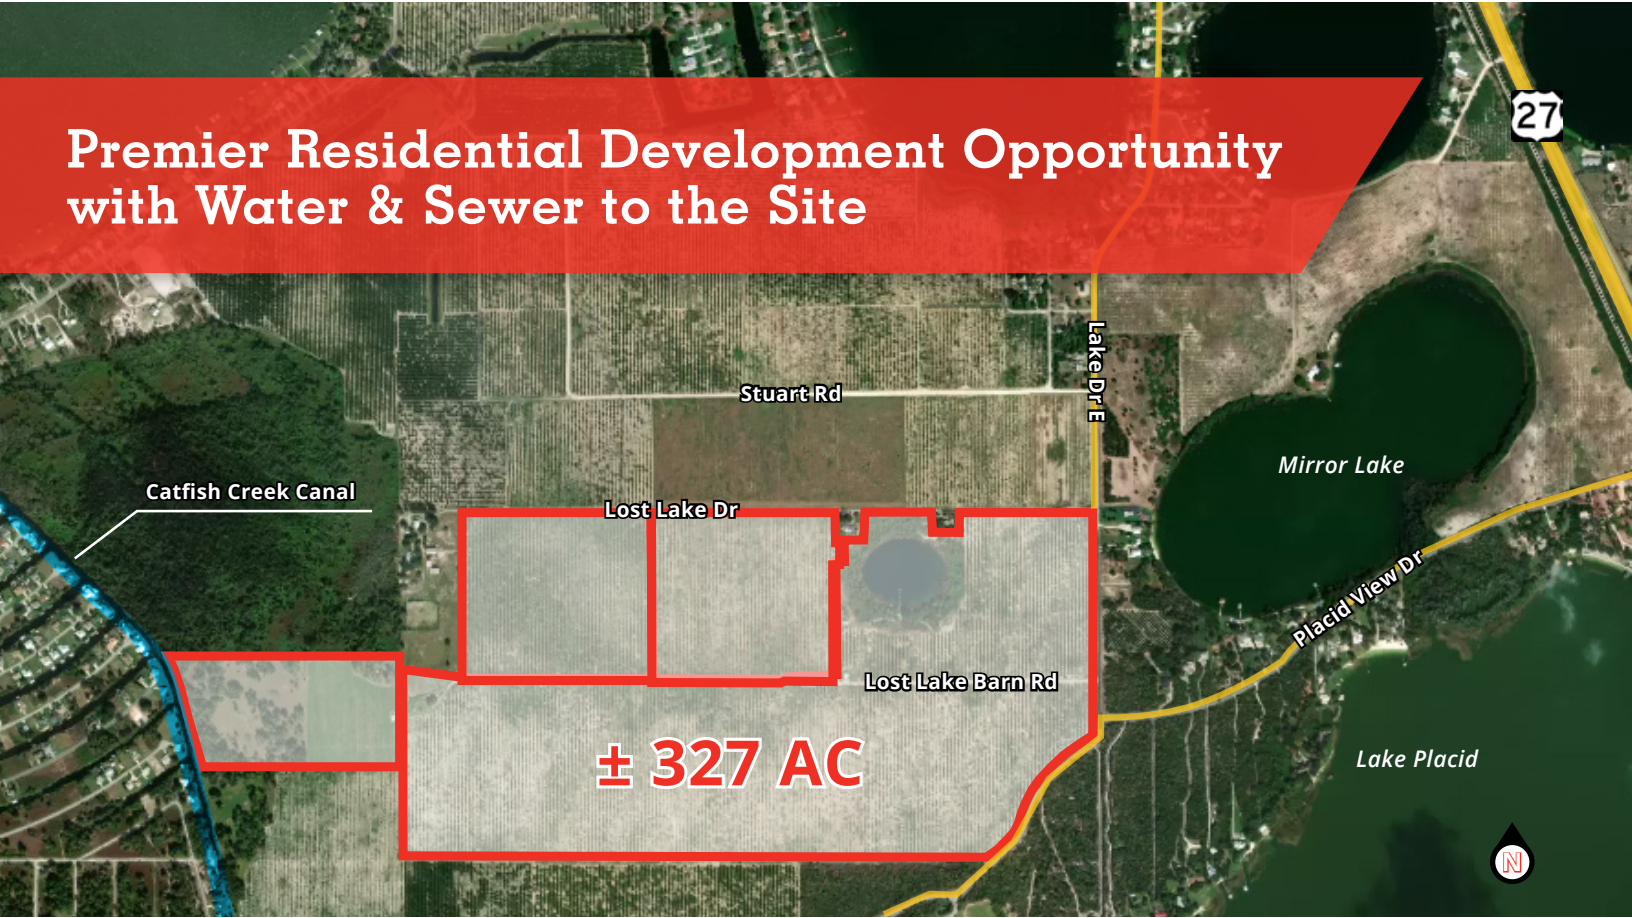 Premier Residential Development Opportunity
with Water & Sewer to the Site
27
Lake Dr E
Stuart Rd
Mirror Lake
Catfish Creek Canal
Lost Lake Dr
Placid View Dr
Lost Lake Barn Rd
± 327 AC
Lake Placid
N